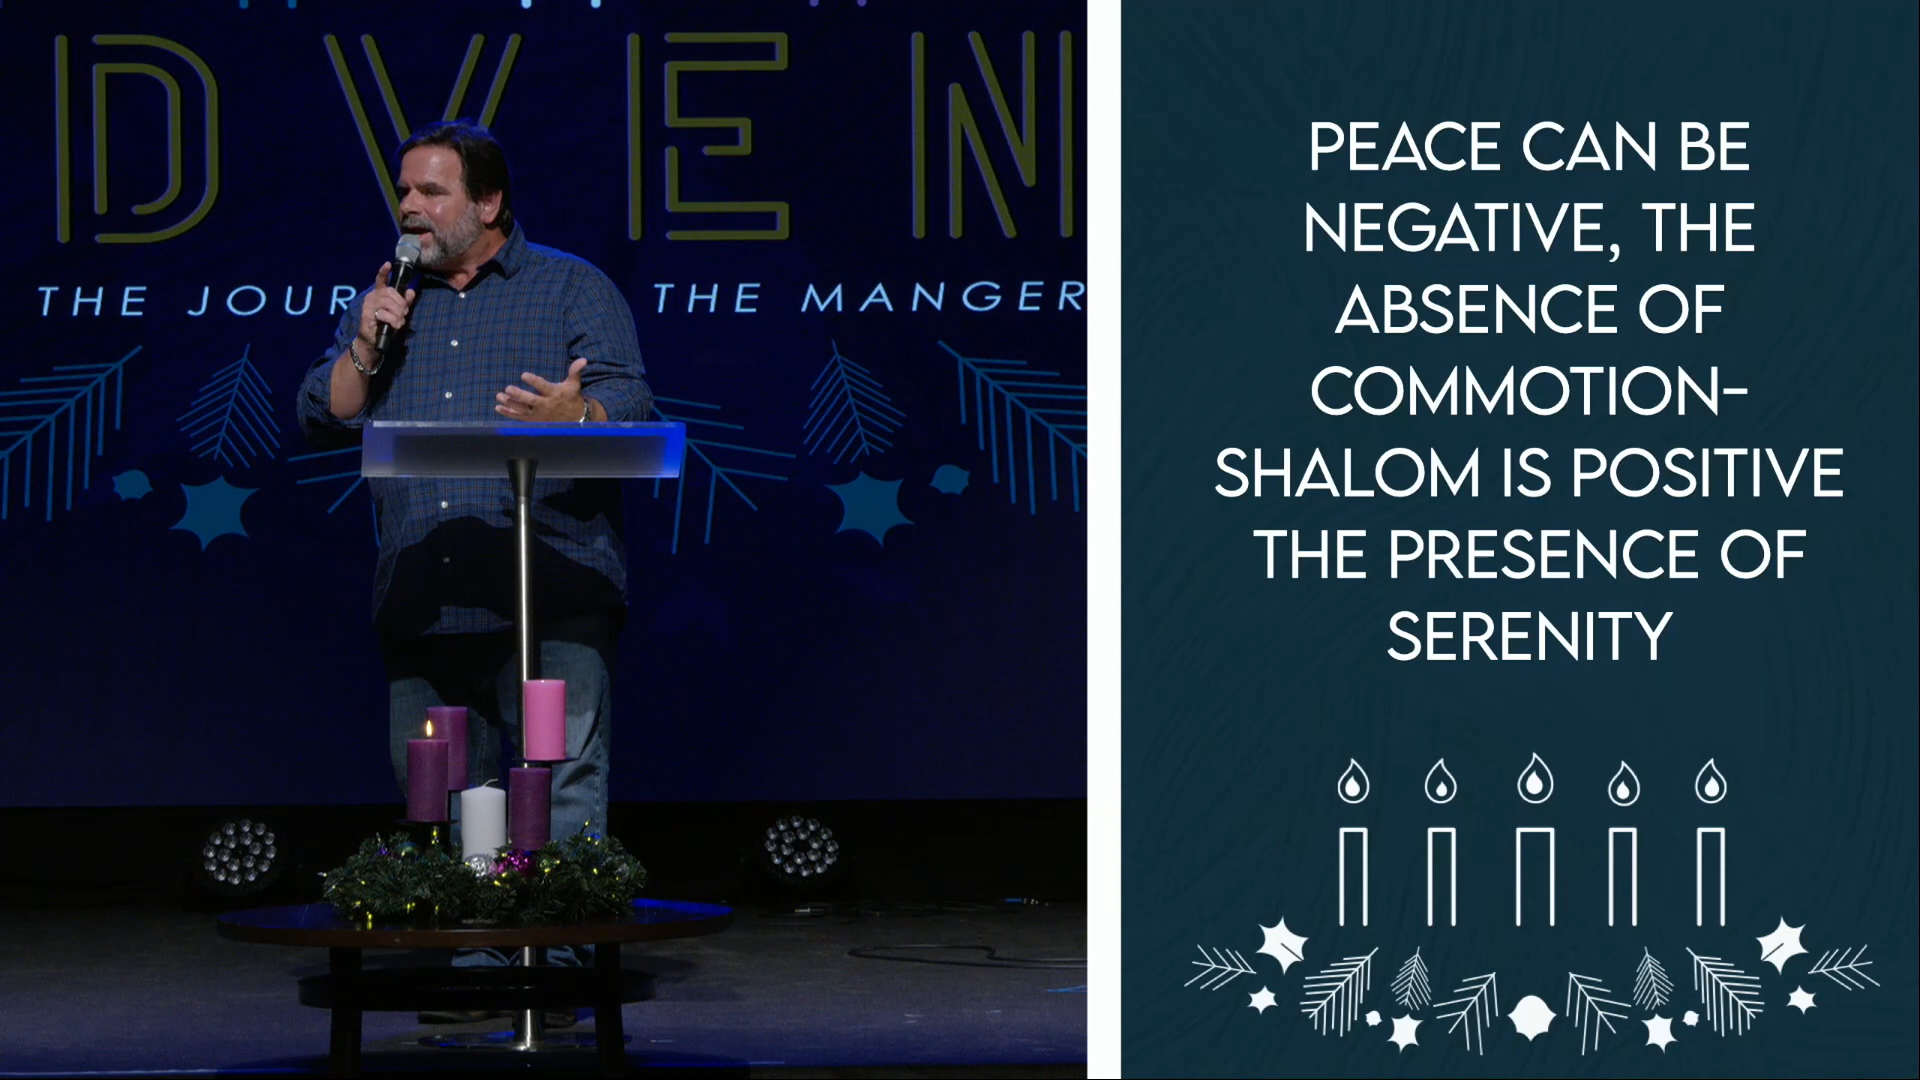 DVEN
THE JOUR THE MANGER
PEACE CAN BE
NEGATIVE, THE
ABSENCE OF
COMMOTION-
SHALOM IS POSITIVE
THE PRESENCE OF
SERENITY